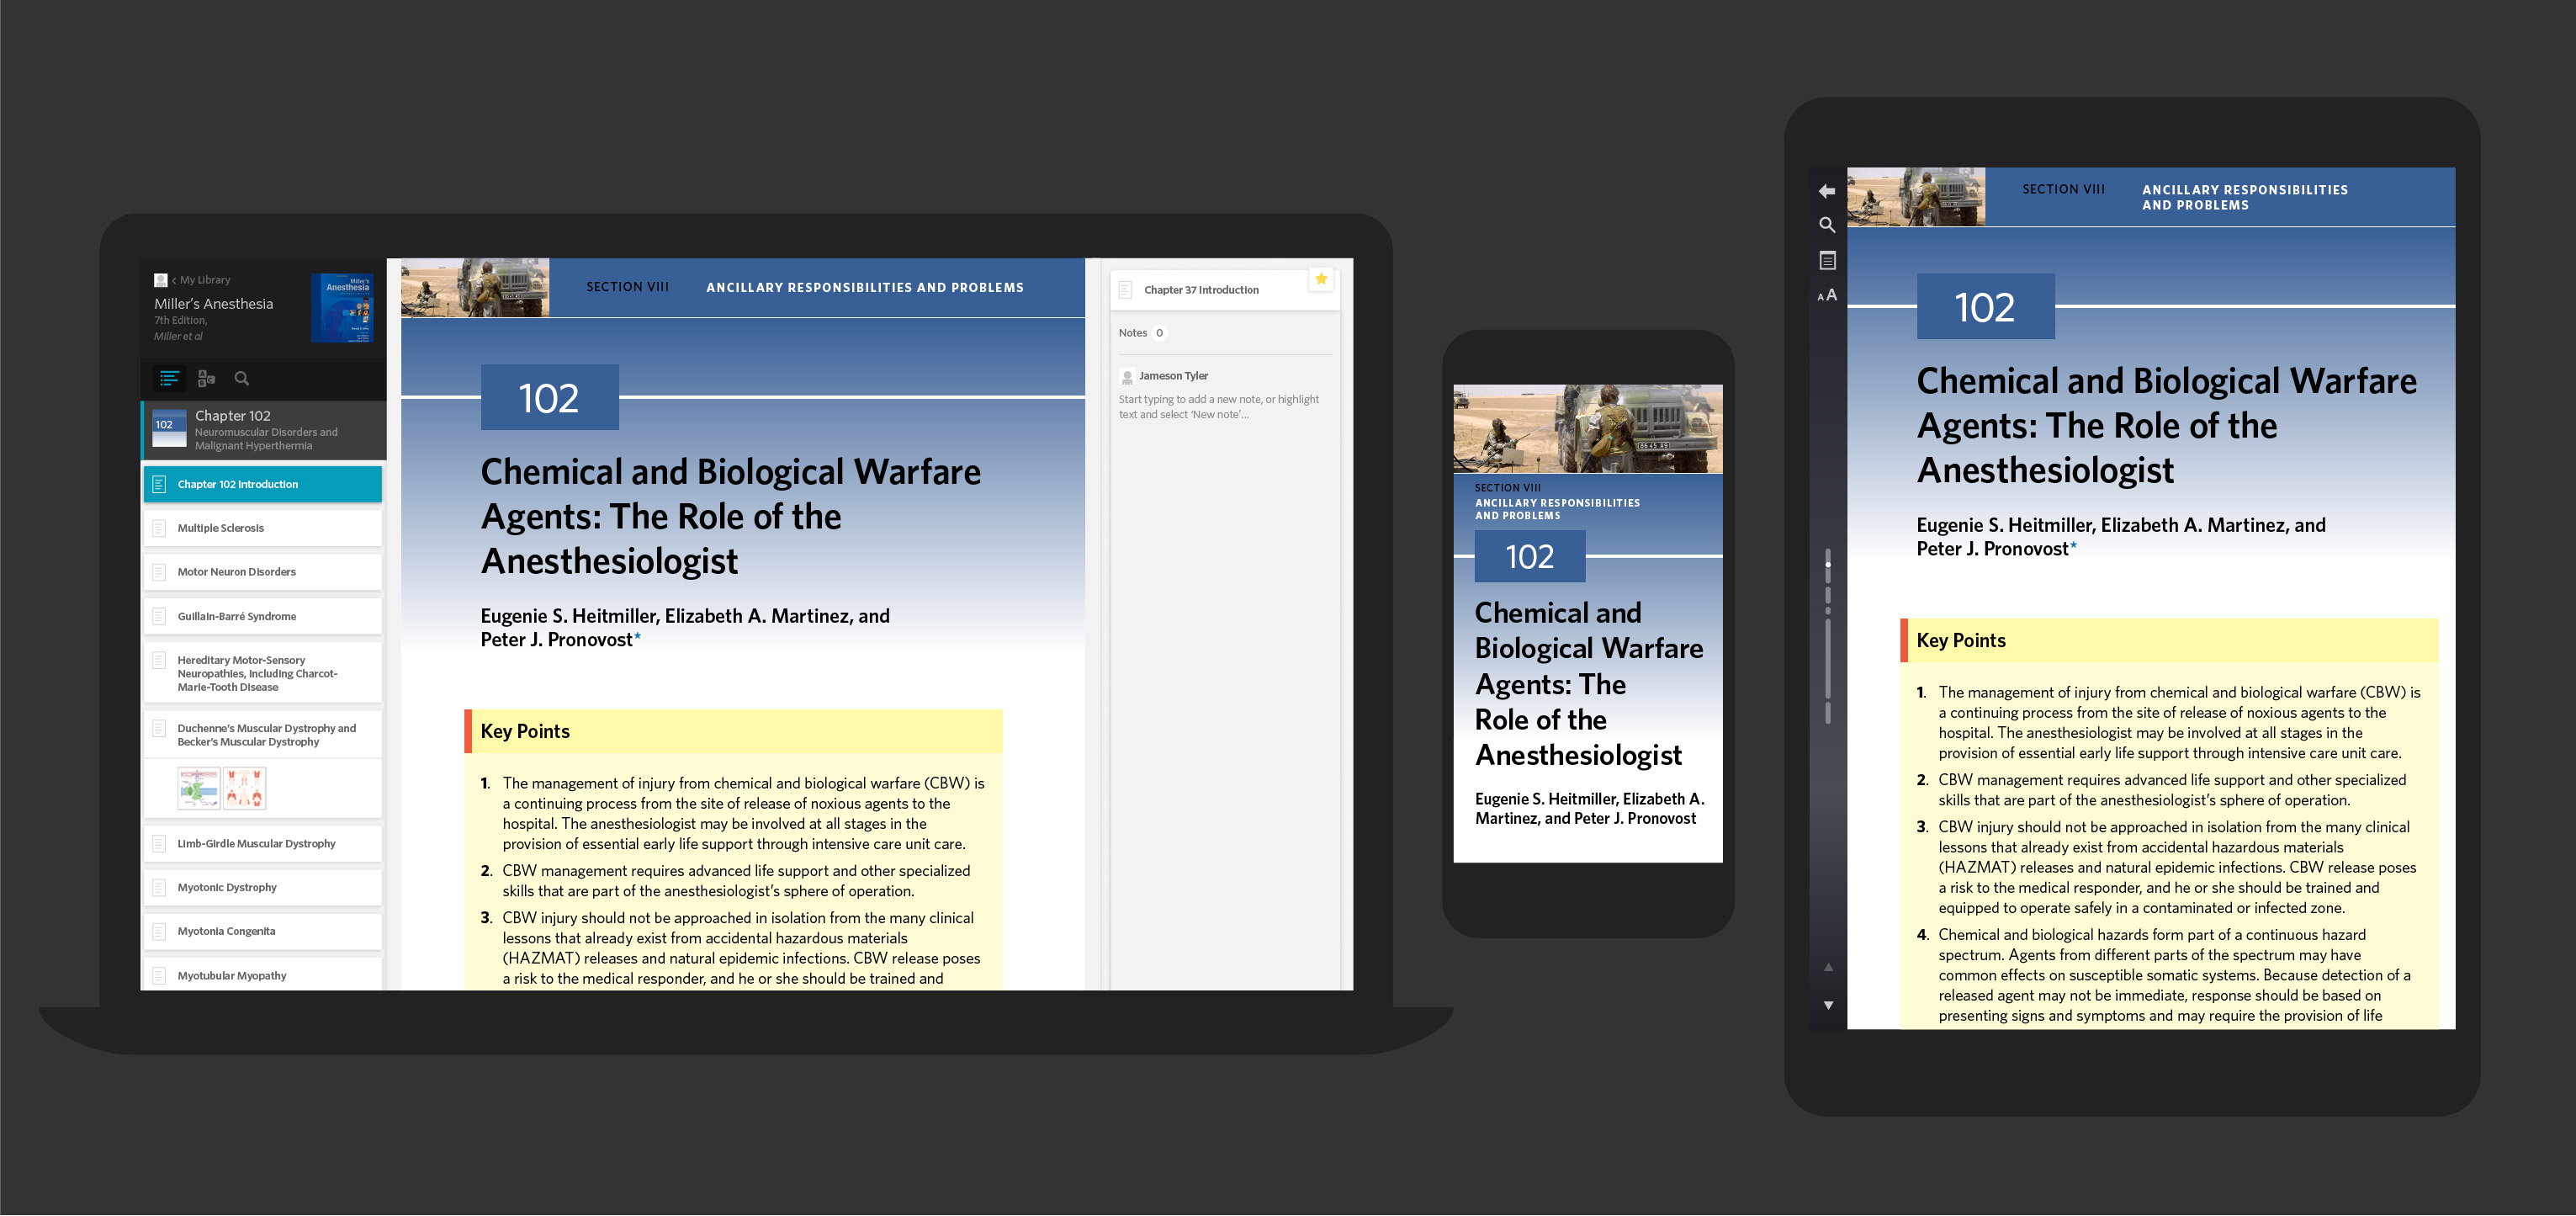 My Library
Miller's Anesthesia
7th Edition,
Miller et al
Miller's
Anesthesia
102
Chapter 102
Neuromuscular Disorders and
Malignant Hyperthermia
Chapter 102 Introduction
Multiple Sclerosis
Motor Neuron Disorders
Guillain-Barré Syndrome
Hereditary Motor-Sensory
Neuropathies, Including Charcot-
Marie-Tooth Disease
Duchenne's Muscular Dystrophy and
Becker's Muscular Dystrophy
Limb-Girdle Muscular Dystrophy
Myotonic Dystrophy
Myotonia Congenita
Myotubular Myopathy
SECTION VIII ANCILLARY RESPONSIBILITIES AND PROBLEMS
102
Chemical and Biological Warfare
Agents: The Role of the
Anesthesiologist
Eugenie S. Heitmiller, Elizabeth A. Martinez, and
Peter J. Pronovost*
Key Points
1. The management of injury from chemical and biological warfare (CBW) is
a continuing process from the site of release of noxious agents to the
hospital. The anesthesiologist may be involved at all stages in the
provision of essential early life support through intensive care unit care.
2. CBW management requires advanced life support and other specialized
skills that are part of the anesthesiologist's sphere of operation.
3. CBW injury should not be approached in isolation from the many clinical
lessons that already exist from accidental hazardous materials
(HAZMAT) releases and natural epidemic infections. CBW release poses
a risk to the medical responder, and he or she should be trained and
Chapter 37 Introduction
Notes 0
Jameson Tyler
Start typing to add a new note, or highlight
text and select 'New note'...
SECTION VIII
ANCILLARY RESPONSIBILITIES
AND PROBLEMS
102
Chemical and
Biological Warfare
Agents: The
Role of the
Anesthesiologist
Eugenie S. Heitmiller, Elizabeth A.
Martinez, and Peter J. Pronovost
A A
SECTION VIII ANCILLARY RESPONSIBILITIES
AND PROBLEMS
102
Chemical and Biological Warfare
Agents: The Role of the
Anesthesiologist
Eugenie S. Heitmiller, Elizabeth A. Martinez, and
Peter J. Pronovost*
Key Points
1. The management of injury from chemical and biological warfare (CBW) is
a continuing process from the site of release of noxious agents to the
hospital. The anesthesiologist may be involved at all stages in the
provision of essential early life support through intensive care unit care.
2. CBW management requires advanced life support and other specialized
skills that are part of the anesthesiologist's sphere of operation.
3. CBW injury should not be approached in isolation from the many clinical
lessons that already exist from accidental hazardous materials
(HAZMAT) releases and natural epidemic infections. CBW release poses
a risk to the medical responder, and he or she should be trained and
equipped to operate safely in a contaminated or infected zone.
4. Chemical and biological hazards form part of a continuous hazard
spectrum. Agents from different parts of the spectrum may have
common effects on susceptible somatic systems. Because detection of a
released agent may not be immediate, response should be based on
presenting signs and symptoms and may require the provision of life